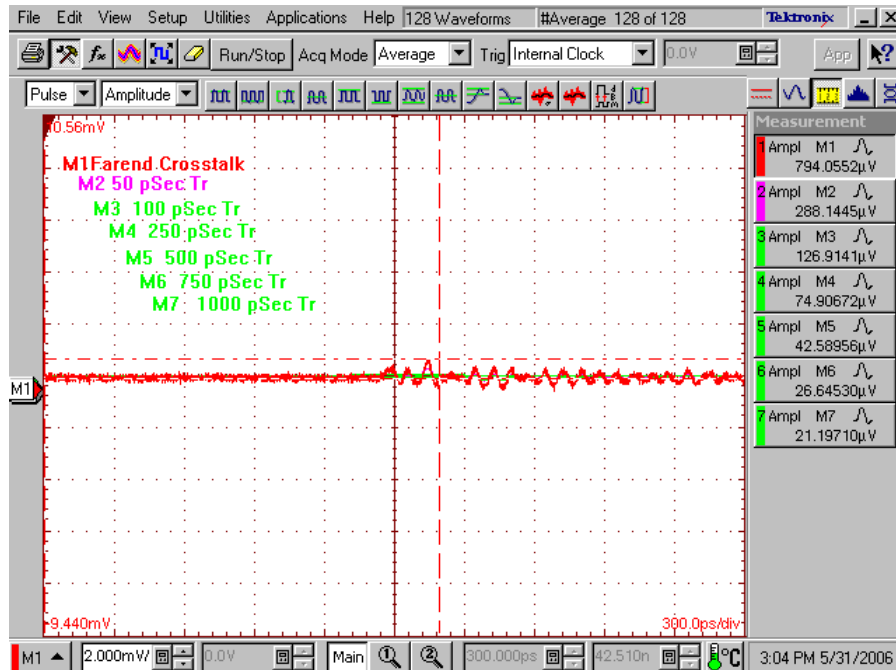 File Edit View Setup Utilities Applications Help 128 Waveforms #Average 128 of 128 Tektronix
Run/Stop Acq Mode Average Trig Internal Clock 0.0V App
Pulse Amplitude
10.56mV
M1Farend Crosstalk
M2 50 pSec Tr
M3 100 pSec Tr
M4 250 pSec Tr
M5 500 pSec Tr
M6 750 pSec Tr
M7 1000 pSec Tr
M1
-9.440mV
300.0ps/div
Measurement
1 Ampl M1
794.0552µV
2 Ampl M2
288.1445µV
3 Ampl M3
126.9141µV
4 Ampl M4
74.90672µV
5 Ampl M5
42.58956µV
6 Ampl M6
26.64530µV
7 Ampl M7
21.19710µV
M1 2.000mV/ 0.0V Main 1 2 300.000ps 42.510n °C 3:04 PM 5/31/2006